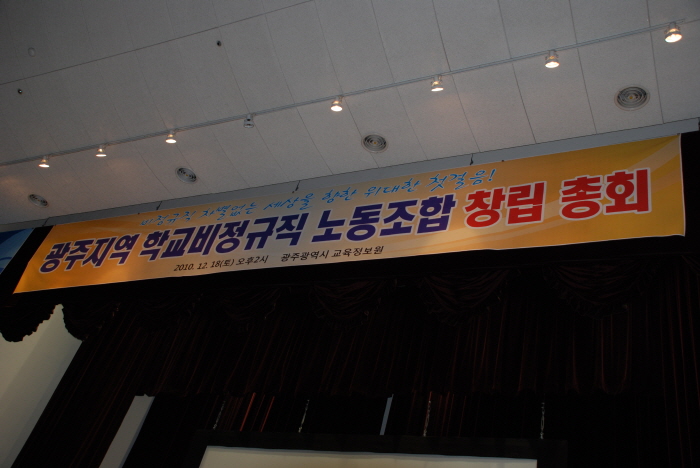 비정규직 차별없는 세상을 향한 위대한 첫걸음!
광주지역 학교비정규직 노동조합 창립 총회
2010. 12. 18(토) 오후2시 광주광역시 교육정보원